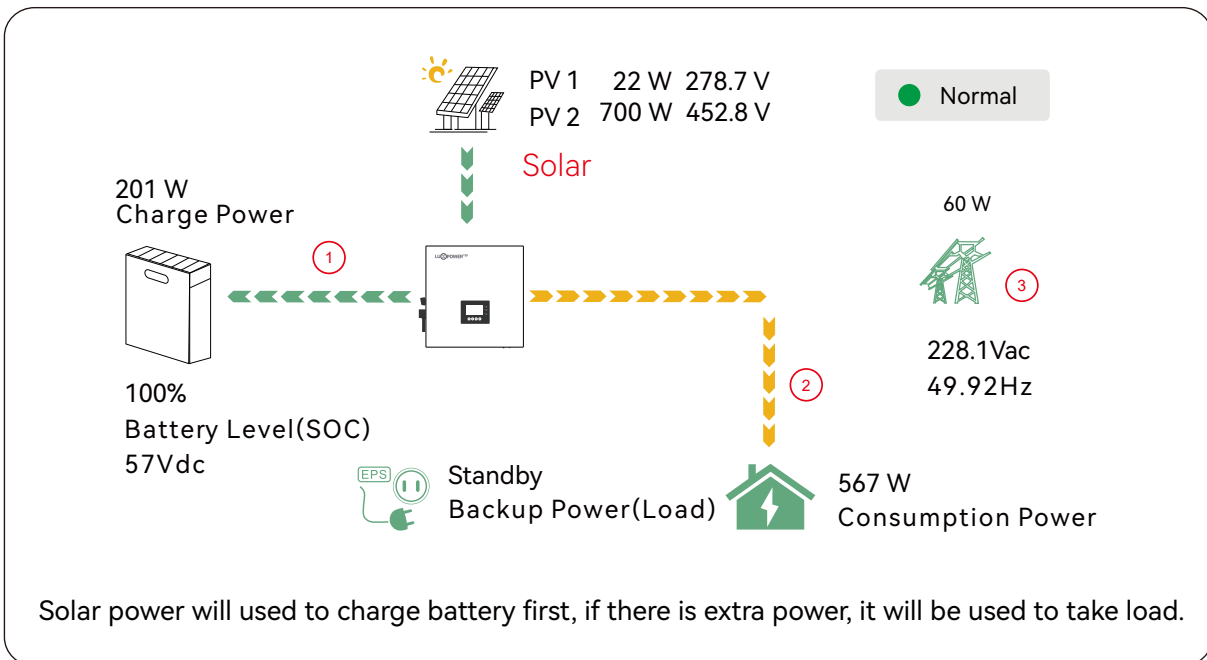 PV 1 22 W 278.7 V
PV 2 700 W 452.8 V
Normal
Solar
201 W
Charge Power
60 W
1
LUXPOWER
3
228.1Vac
49.92Hz
2
100%
Battery Level(SOC)
57Vdc
EPS
Standby
Backup Power(Load)
567 W
Consumption Power
Solar power will used to charge battery first, if there is extra power, it will be used to take load.